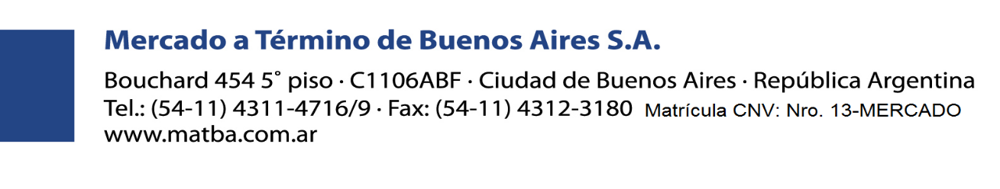 Mercado a Término de Buenos Aires S.A.
Bouchard 454 5° piso · C1106ABF · Ciudad de Buenos Aires · República Argentina
Tel.: (54-11) 4311-4716/9 · Fax: (54-11) 4312-3180 Matrícula CNV: Nro. 13-MERCADO
www.matba.com.ar